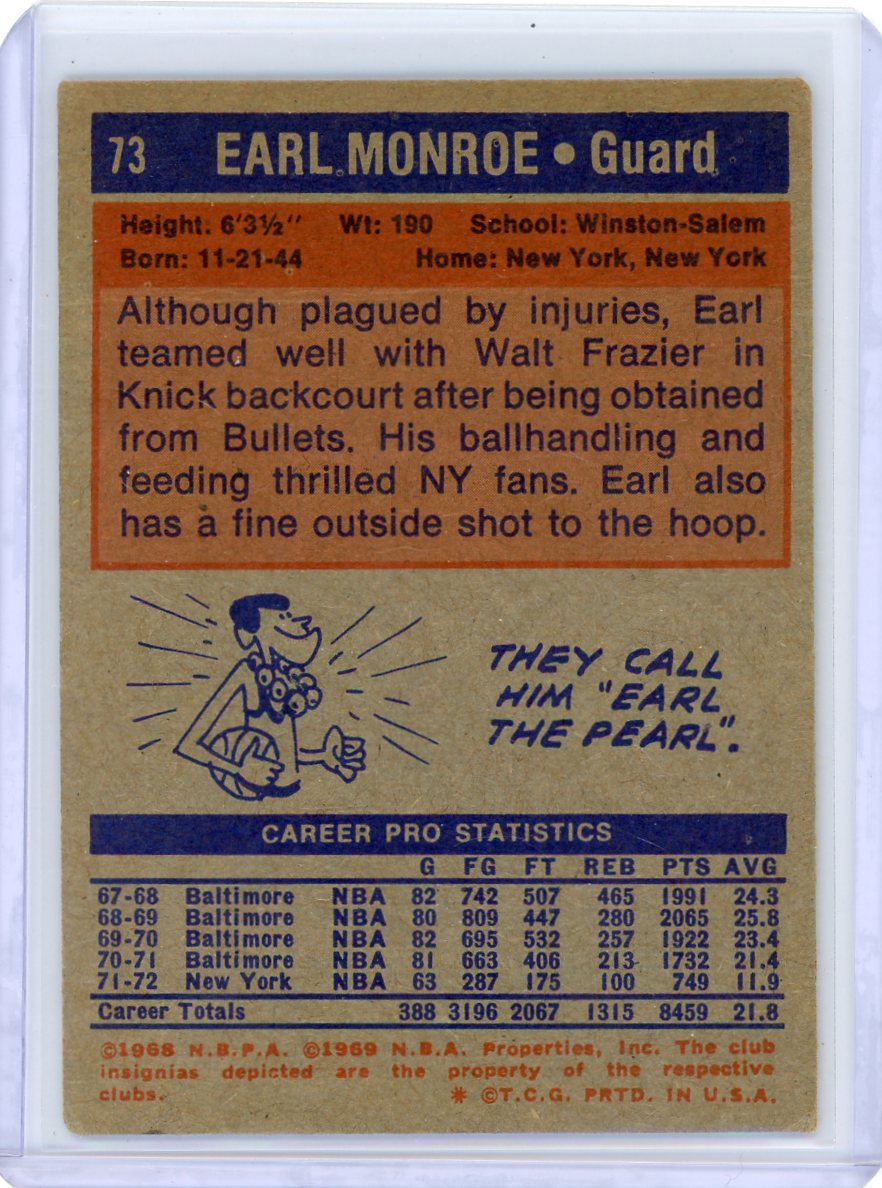 73 EARL MONROE • Guard
Height: 6'3½" Wt: 190 School: Winston-Salem
Born: 11-21-44 Home: New York, New York
Although plagued by injuries, Earl
teamed well with Walt Frazier in
Knick backcourt after being obtained
from Bullets. His ballhandling and
feeding thrilled NY fans. Earl also
has a fine outside shot to the hoop.
THEY CALL
HIM "EARL
THE PEARL".
CAREER PRO STATISTICS
G FG FT REB PTS AVG
67-68 Baltimore NBA 82 742 507 465 1991 24.3
68-69 Baltimore NBA 80 809 447 280 2065 25.8
69-70 Baltimore NBA 82 695 532 257 1922 23.4
70-71 Baltimore NBA 81 663 406 213 1732 21.4
71-72 New York NBA 63 287 175 100 749 11.9
Career Totals 388 3196 2067 1315 8459 21.8
©1968 N.B.P.A. ©1969 N.B.A. Properties, Inc. The club
insignias depicted are the property of the respective
clubs. * ©T.C.G. PRTD. IN U.S.A.